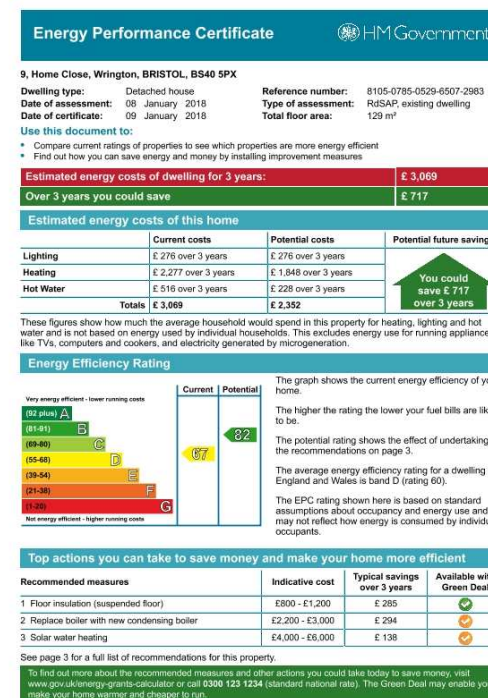 Energy Performance Certificate
HM Government
9, Home Close, Wrington, BRISTOL, BS40 5PX
Dwelling type: Detached house
Reference number: 8105-0785-0529-6507-2983
Date of assessment: 08 January 2018
Type of assessment: RdSAP, existing dwelling
Date of certificate: 09 January 2018
Total floor area: 129 m²
Use this document to:
• Compare current ratings of properties to see which properties are more energy efficient
• Find out how you can save energy and money by installing improvement measures
Estimated energy costs of dwelling for 3 years: £ 3,069
Over 3 years you could save £ 717
Estimated energy costs of this home
Current costs Potential costs Potential future saving
Lighting £ 276 over 3 years £ 276 over 3 years
Heating £ 2,277 over 3 years £ 1,848 over 3 years
Hot Water £ 516 over 3 years £ 228 over 3 years
Totals £ 3,069 £ 2,352
You could
save £ 717
over 3 years
These figures show how much the average household would spend in this property for heating, lighting and hot
water and is not based on energy used by individual households. This excludes energy use for running appliance
like TVs, computers and cookers, and electricity generated by microgeneration.
Energy Efficiency Rating
Current Potential
Very energy efficient - lower running costs
(92 plus) A
(81-91) B
(69-80) C
(55-68) D
(39-54) E
(21-38) F
(1-20) G
Not energy efficient - higher running costs
67
82
The graph shows the current energy efficiency of yo
home.
The higher the rating the lower your fuel bills are lik
to be.
The potential rating shows the effect of undertaking
the recommendations on page 3.
The average energy efficiency rating for a dwelling
England and Wales is band D (rating 60).
The EPC rating shown here is based on standard
assumptions about occupancy and energy use and
may not reflect how energy is consumed by individu
occupants.
Top actions you can take to save money and make your home more efficient
Recommended measures Indicative cost Typical savings over 3 years Available wit Green Deal
1 Floor insulation (suspended floor) £800 - £1,200 £ 285
2 Replace boiler with new condensing boiler £2,200 - £3,000 £ 294
3 Solar water heating £4,000 - £6,000 £ 138
See page 3 for a full list of recommendations for this property.
To find out more about the recommended measures and other actions you could take today to save money, visit
www.gov.uk/energy-grants-calculator or call 0300 123 1234 (standard national rate). The Green Deal may enable you
make your home warmer and cheaper to run.